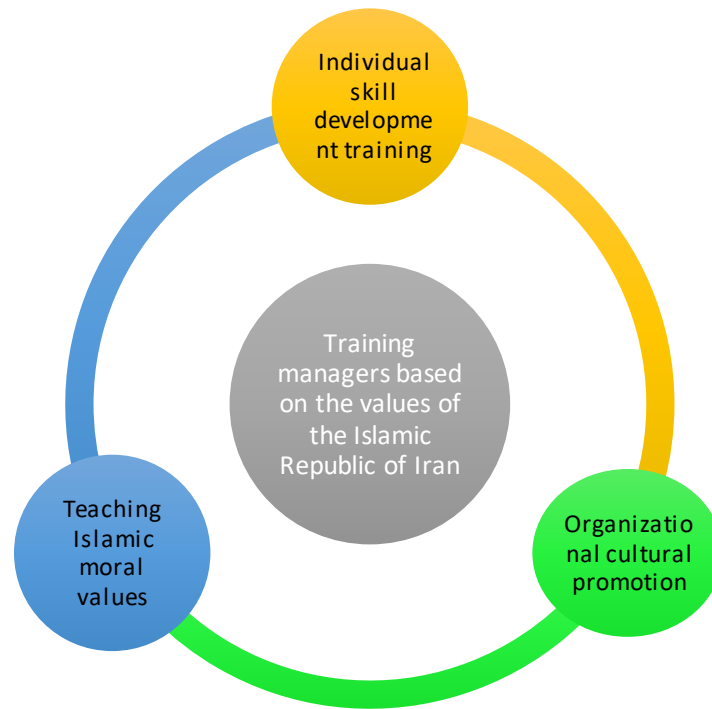 Individual
skill
developme
nt training
Training
managers based
on the values of
the Islamic
Republic of Iran
Teaching
Islamic
moral
values
Organizatio
nal cultural
promotion